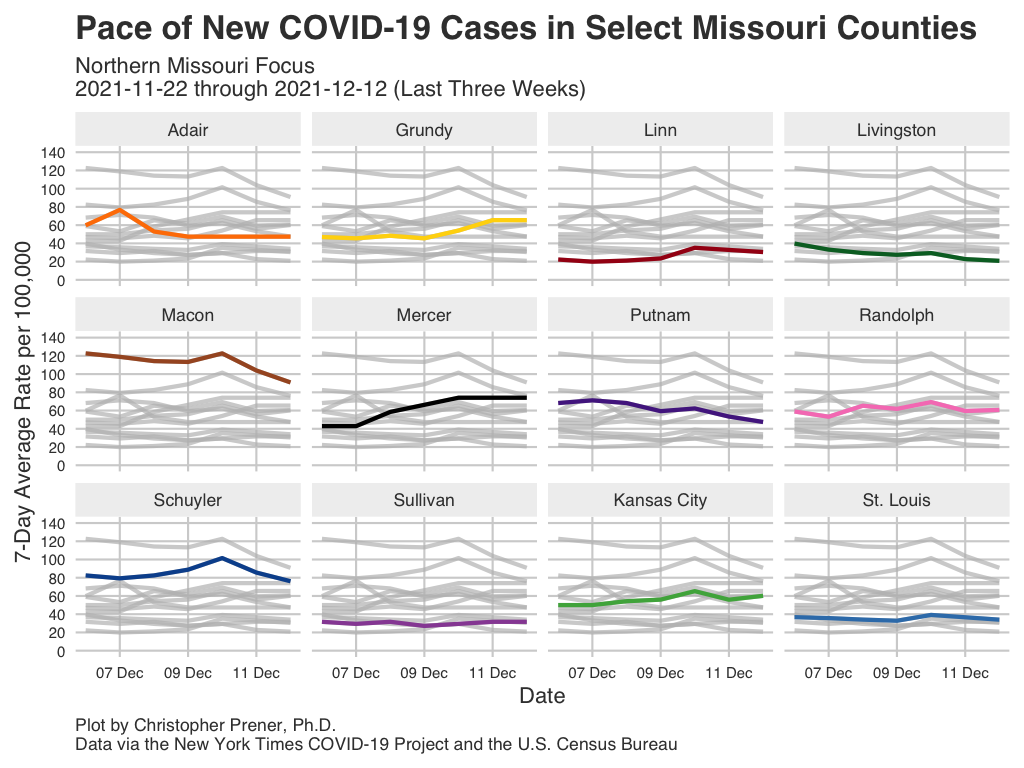 Pace of New COVID-19 Cases in Select Missouri Counties
Northern Missouri Focus
2021-11-22 through 2021-12-12 (Last Three Weeks)
7-Day Average Rate per 100,000
Adair Grundy Linn Livingston
140
120
100
80
60
40
20
0
Macon Mercer Putnam Randolph
140
120
100
80
60
40
20
0
Schuyler Sullivan Kansas City St. Louis
140
120
100
80
60
40
20
0
07 Dec 09 Dec 11 Dec 07 Dec 09 Dec 11 Dec 07 Dec 09 Dec 11 Dec 07 Dec 09 Dec 11 Dec
Date
Plot by Christopher Prener, Ph.D.
Data via the New York Times COVID-19 Project and the U.S. Census Bureau